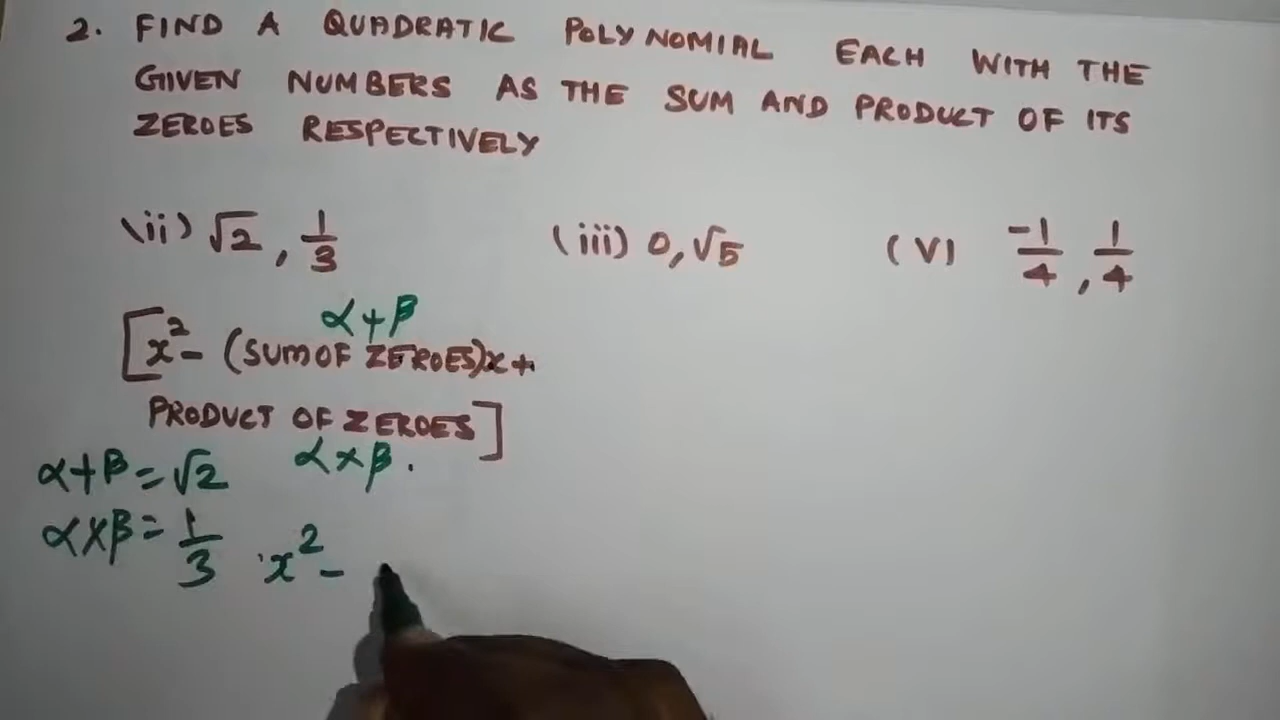 2. FIND A QUADRATIC POLYNOMIAL EACH WITH THE
GIVEN NUMBERS AS THE SUM AND PRODUCT OF ITS
ZEROES RESPECTIVELY
(ii) √2, 1/3 (iii) 0, √5 (V) -1/4, 1/4
α+β
[x² - (SUM OF ZEROES)x +
PRODUCT OF ZEROES]
α+β = √2 α×β.
α×β = 1/3 x² -